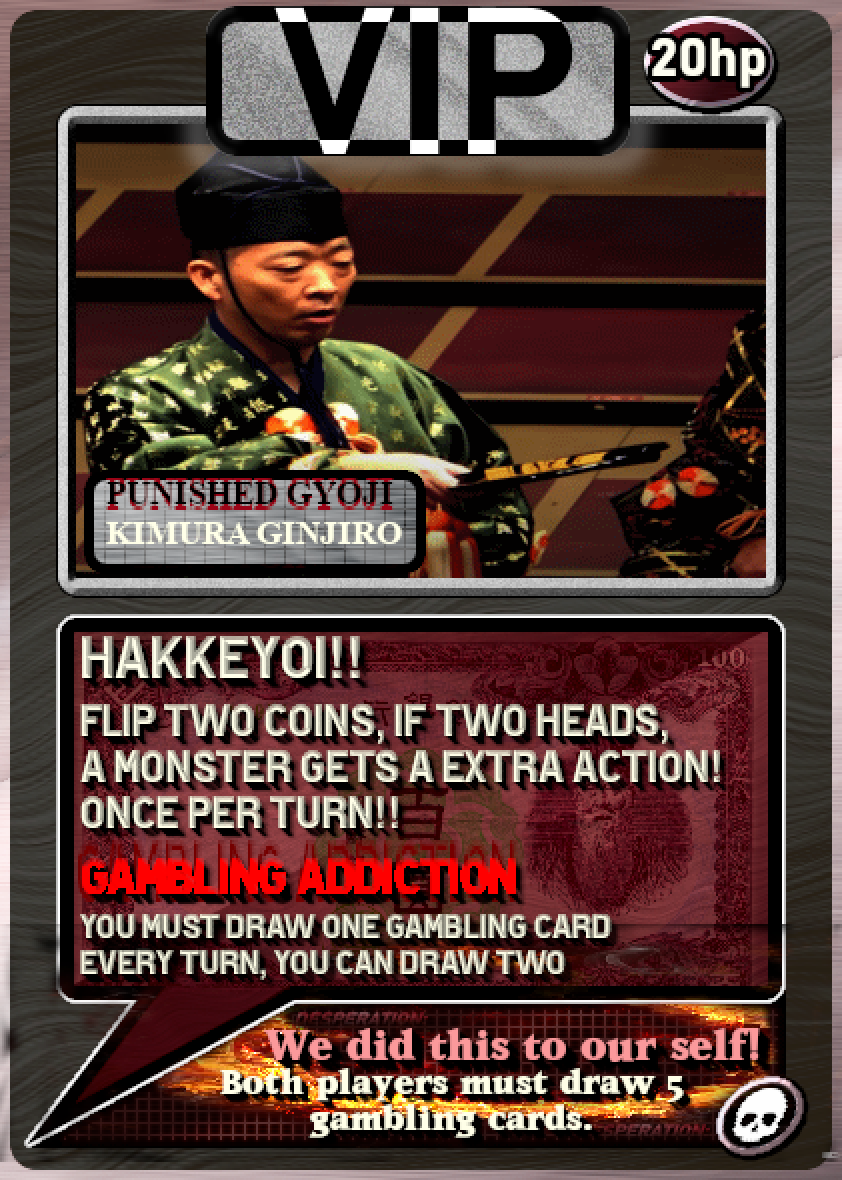 VIP
20hp
PUNISHED GYOJI
KIMURA GINJIRO
HAKKEYOI!!
FLIP TWO COINS, IF TWO HEADS,
A MONSTER GETS A EXTRA ACTION!
ONCE PER TURN!!
GAMBLING ADDICTION
YOU MUST DRAW ONE GAMBLING CARD
EVERY TURN, YOU CAN DRAW TWO
DESPERATION:
We did this to our self!
Both players must draw 5
gambling cards.
100